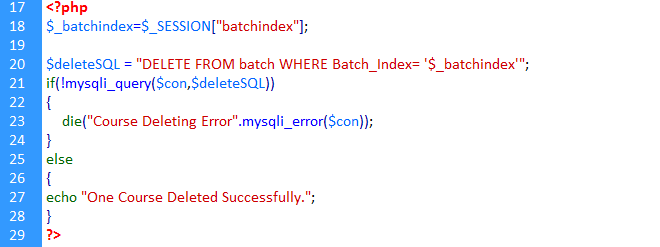 17 <?php
18 $_batchindex=$_SESSION["batchindex"];
19
20 $deleteSQL = "DELETE FROM batch WHERE Batch_Index= '$_batchindex'";
21 if(!mysqli_query($con,$deleteSQL))
22 {
23 die("Course Deleting Error".mysqli_error($con));
24 }
25 else
26 {
27 echo "One Course Deleted Successfully.";
28 }
29 ?>